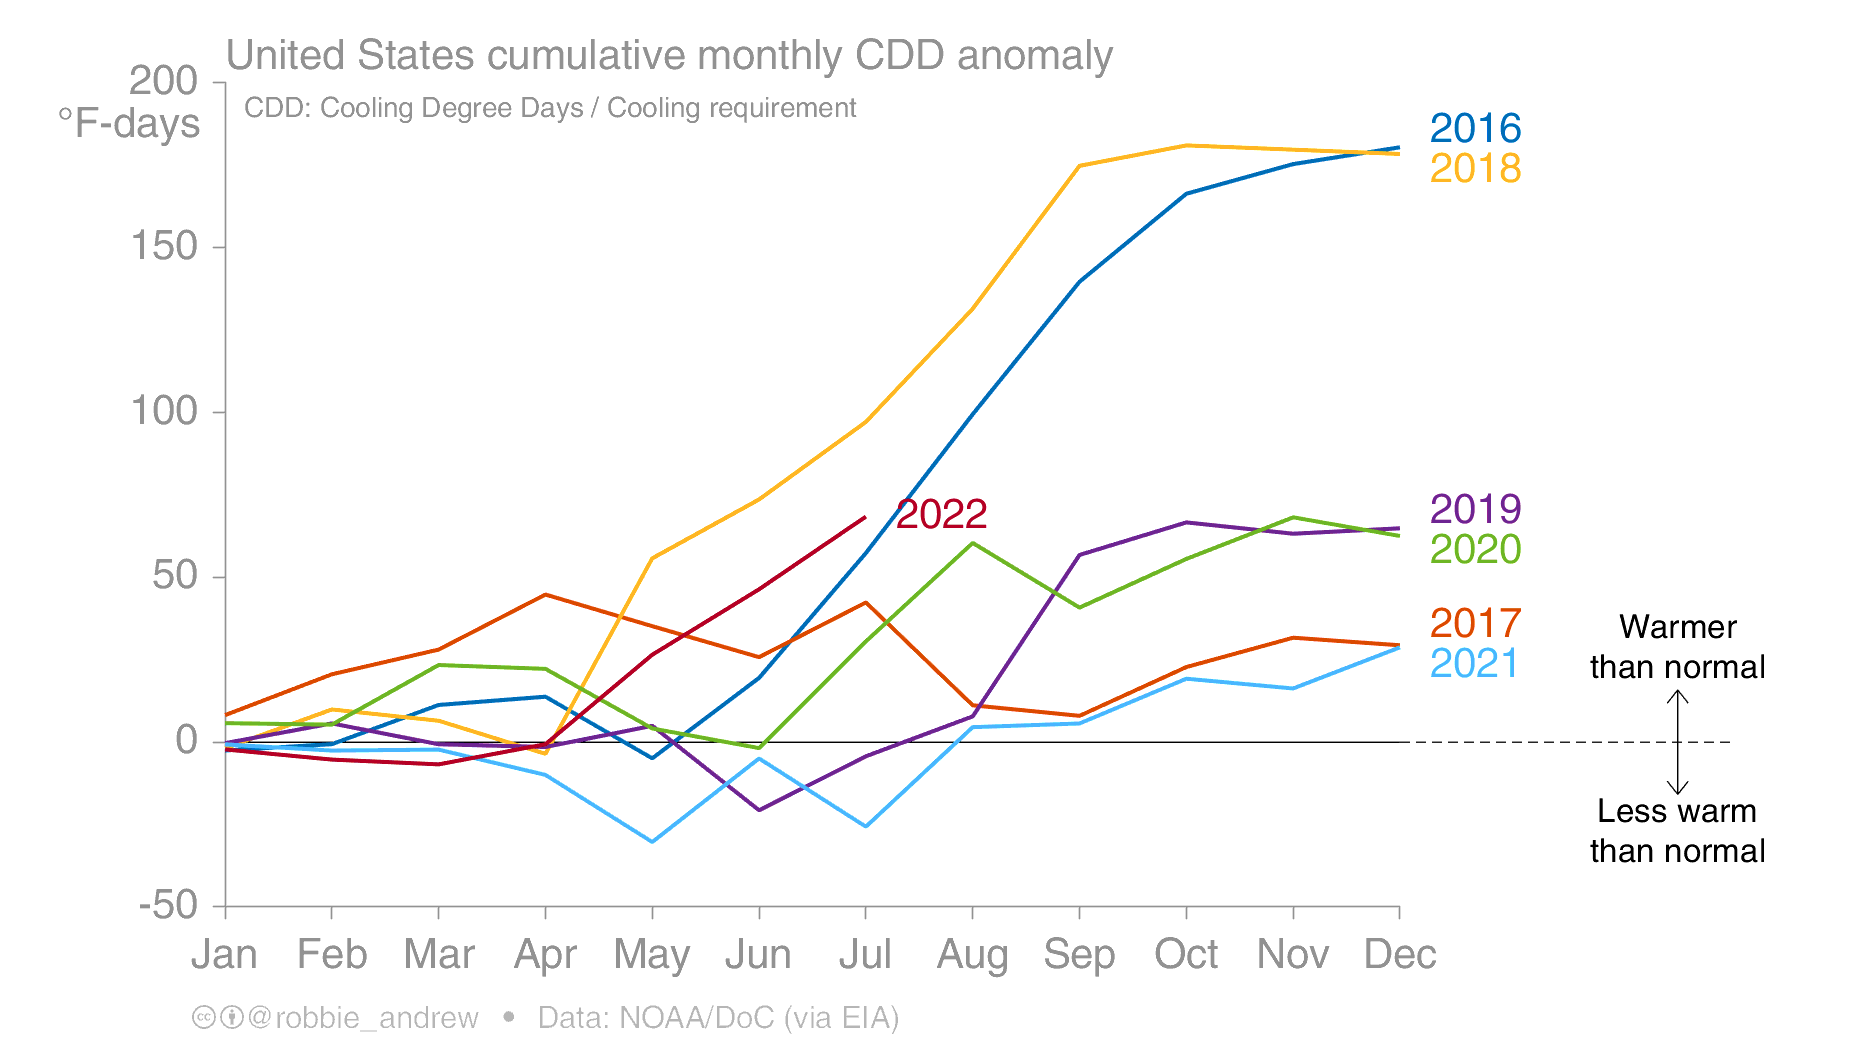 United States cumulative monthly CDD anomaly
CDD: Cooling Degree Days / Cooling requirement
200
°F-days
150
100
50
0
-50
2016
2018
2022
2019
2020
2017
2021
Warmer
than normal
Less warm
than normal
Jan Feb Mar Apr May Jun Jul Aug Sep Oct Nov Dec
cc @robbie_andrew • Data: NOAA/DoC (via EIA)